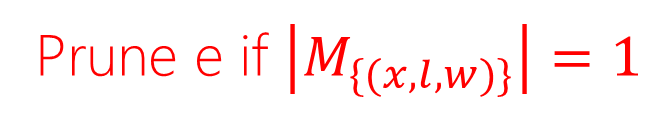 Prune e if |M_{(x,l,w)}| = 1